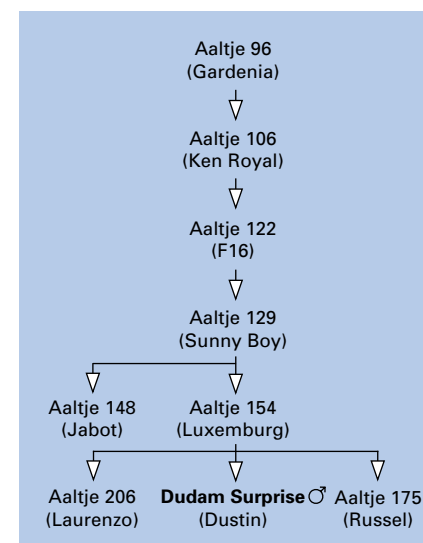 Aaltje 96
(Gardenia)
Aaltje 106
(Ken Royal)
Aaltje 122
(F16)
Aaltje 129
(Sunny Boy)
Aaltje 148
(Jabot)
Aaltje 154
(Luxemburg)
Aaltje 206
(Laurenzo)
Dudam Surprise ♂
(Dustin)
Aaltje 175
(Russel)